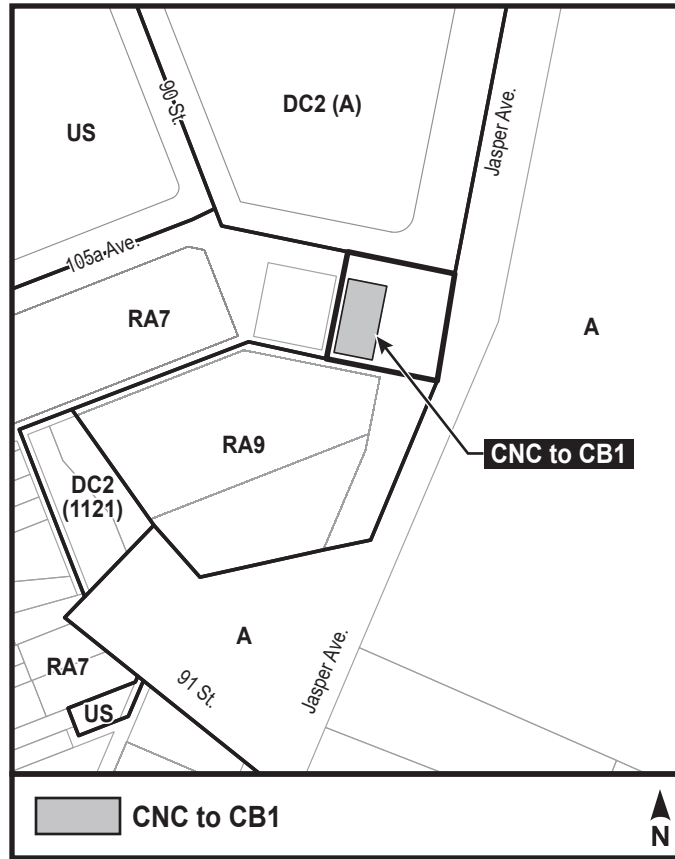 US
90 St.
DC2 (A)
Jasper Ave.
105a Ave.
RA7
A
RA9
CNC to CB1
DC2
(1121)
A
RA7
91 St.
Jasper Ave.
US
CNC to CB1
N